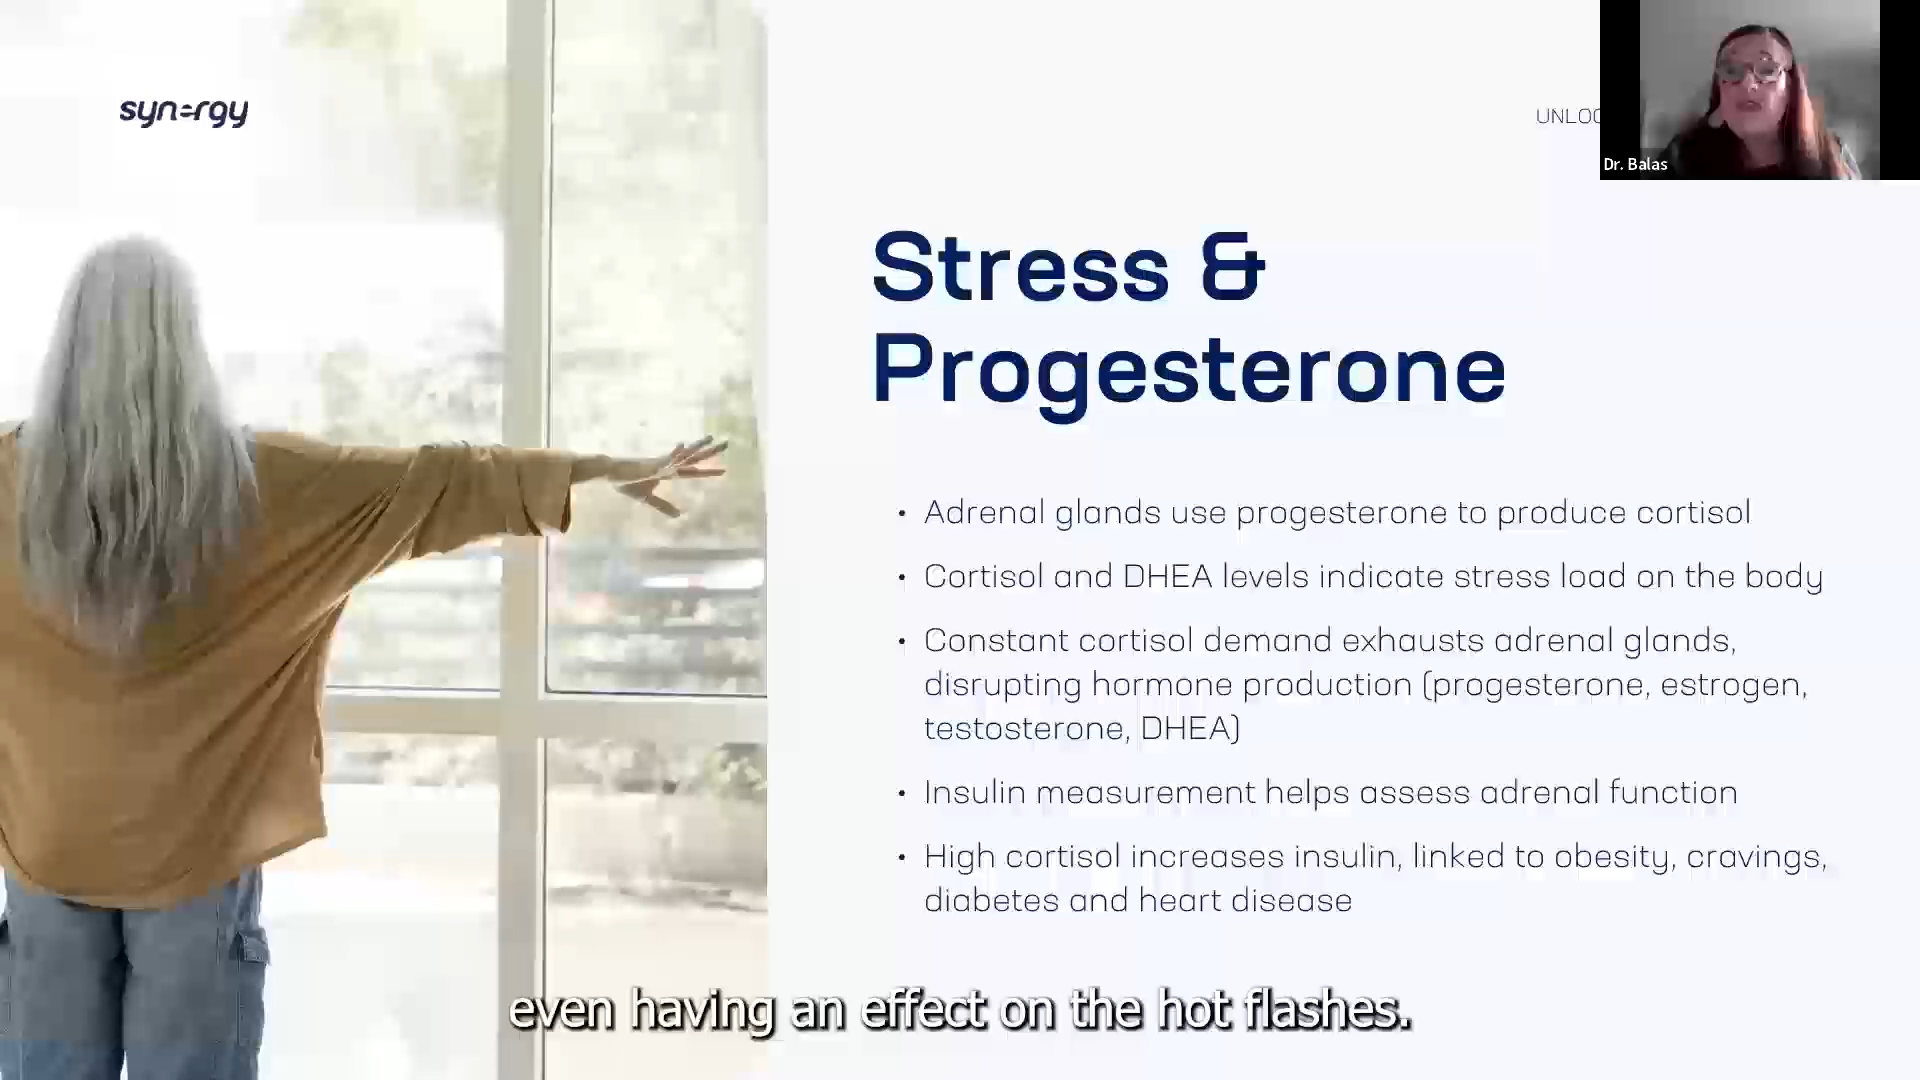 synergy
UNLOC
Dr. Balas
Stress &
Progesterone
• Adrenal glands use progesterone to produce cortisol
• Cortisol and DHEA levels indicate stress load on the body
• Constant cortisol demand exhausts adrenal glands,
disrupting hormone production (progesterone, estrogen,
testosterone, DHEA)
• Insulin measurement helps assess adrenal function
• High cortisol increases insulin, linked to obesity, cravings,
diabetes and heart disease
even having an effect on the hot flashes.